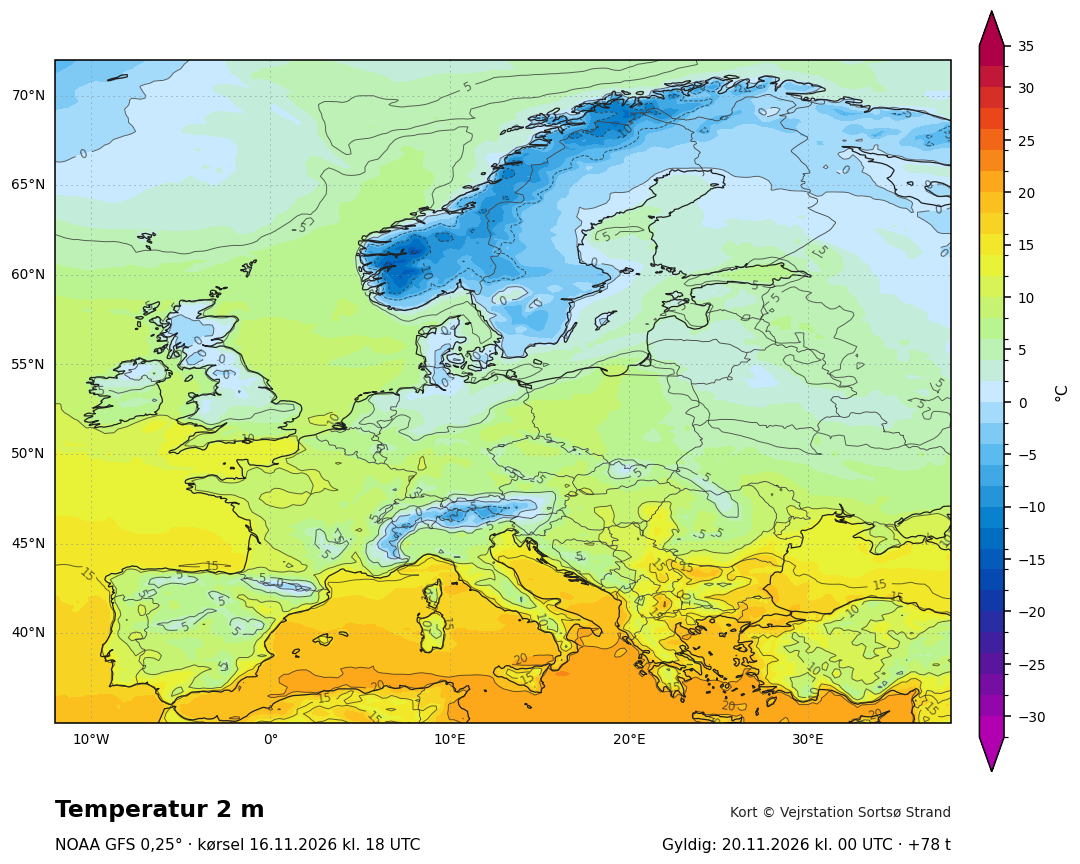 70°N
65°N
60°N
55°N
50°N
45°N
40°N
10°W 0° 10°E 20°E 30°E
35
30
25
20
15
10
5
0
−5
−10
−15
−20
−25
−30
°C
Temperatur 2 m
Kort © Vejrstation Sortsø Strand
NOAA GFS 0,25° · kørsel 16.11.2026 kl. 18 UTC
Gyldig: 20.11.2026 kl. 00 UTC · +78 t